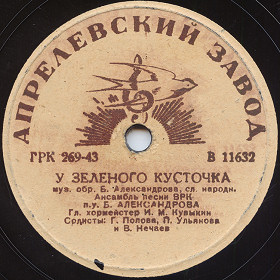 АПРЕЛЕВСКИЙ ЗАВОД
ГРК 269-43 В 11632
У ЗЕЛЕНОГО КУСТОЧКА
муз. обр. Б. Александрова, сл. народн.
Ансамбль песни ВРК
п.у. Б. АЛЕКСАНДРОВА
Гл. хормейстер И. М. Кувыкин
Солисты: Г. Попова, П. Ульянова
и В. Нечаев